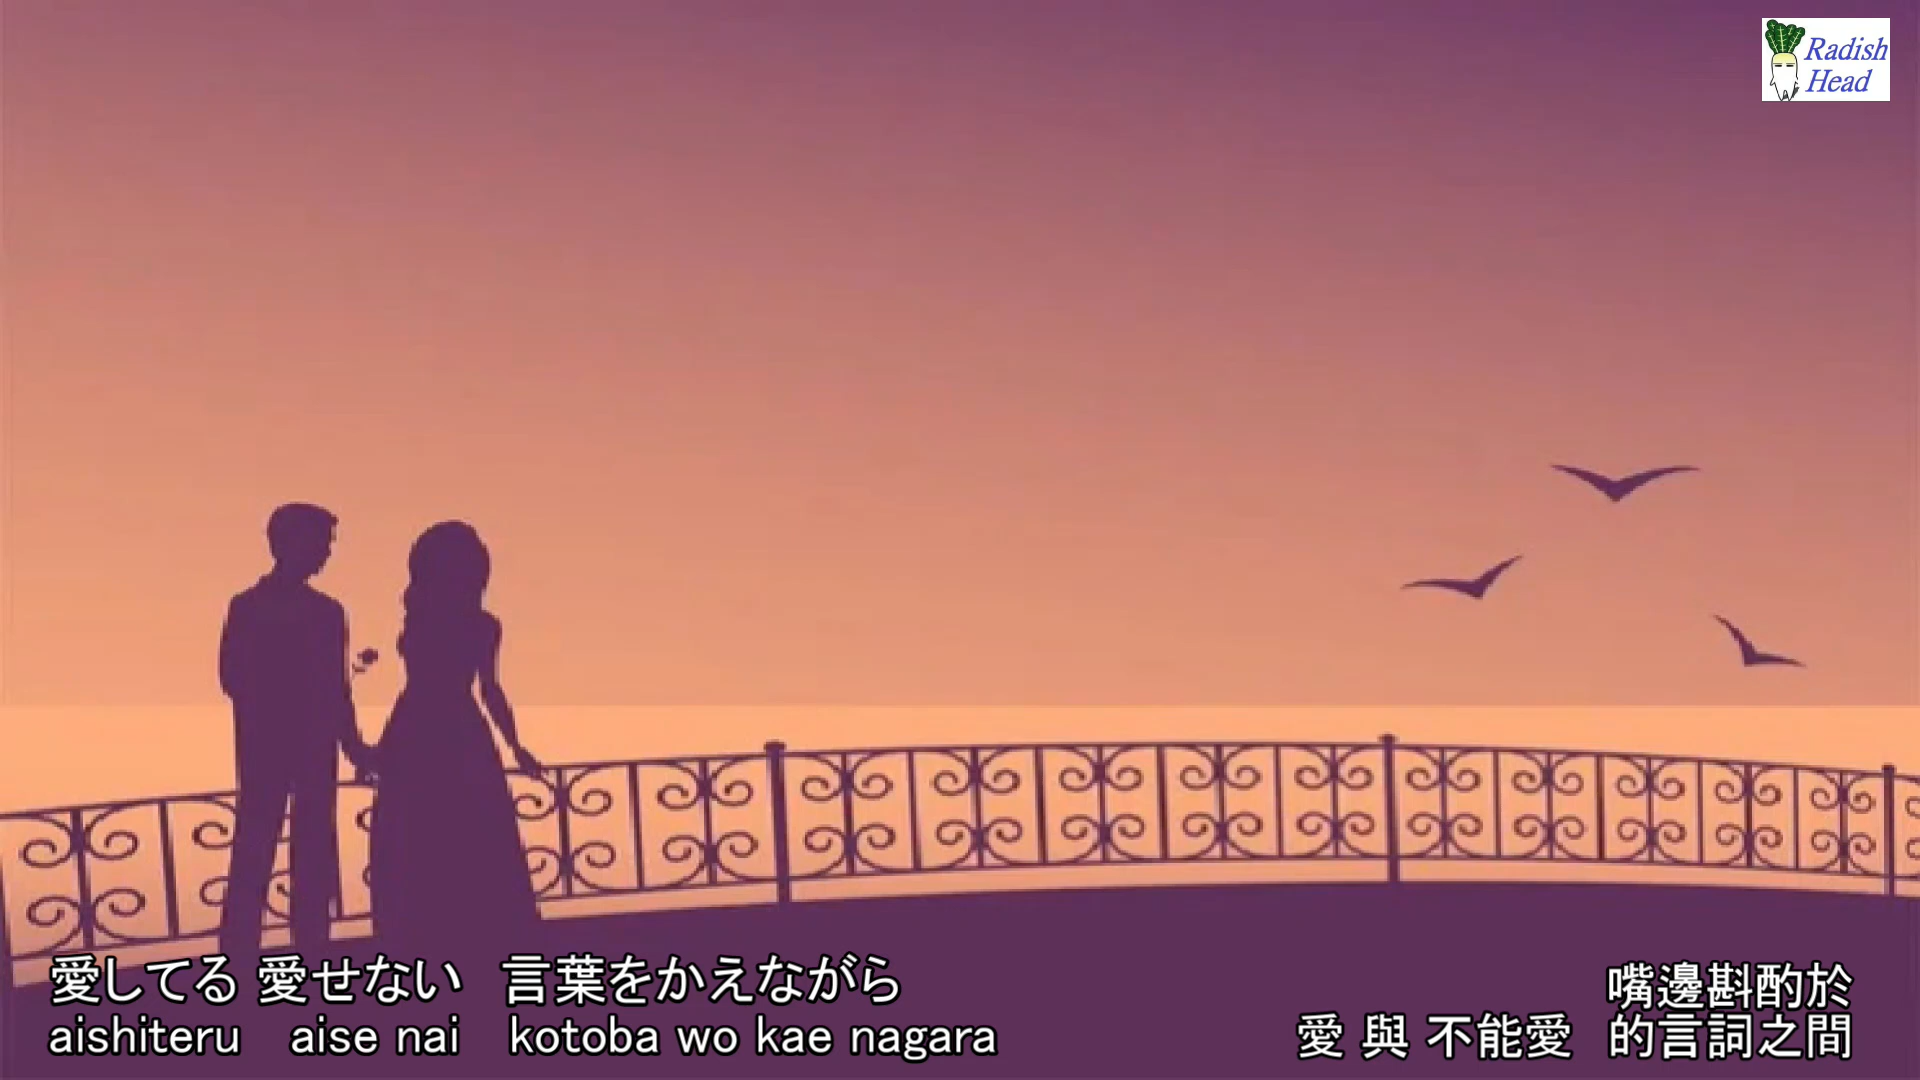 Radish
Head
愛してる 愛せない 言葉をかえながら
aishiteru aise nai kotoba wo kae nagara
嘴邊斟酌於
愛 與 不能愛 的言詞之間